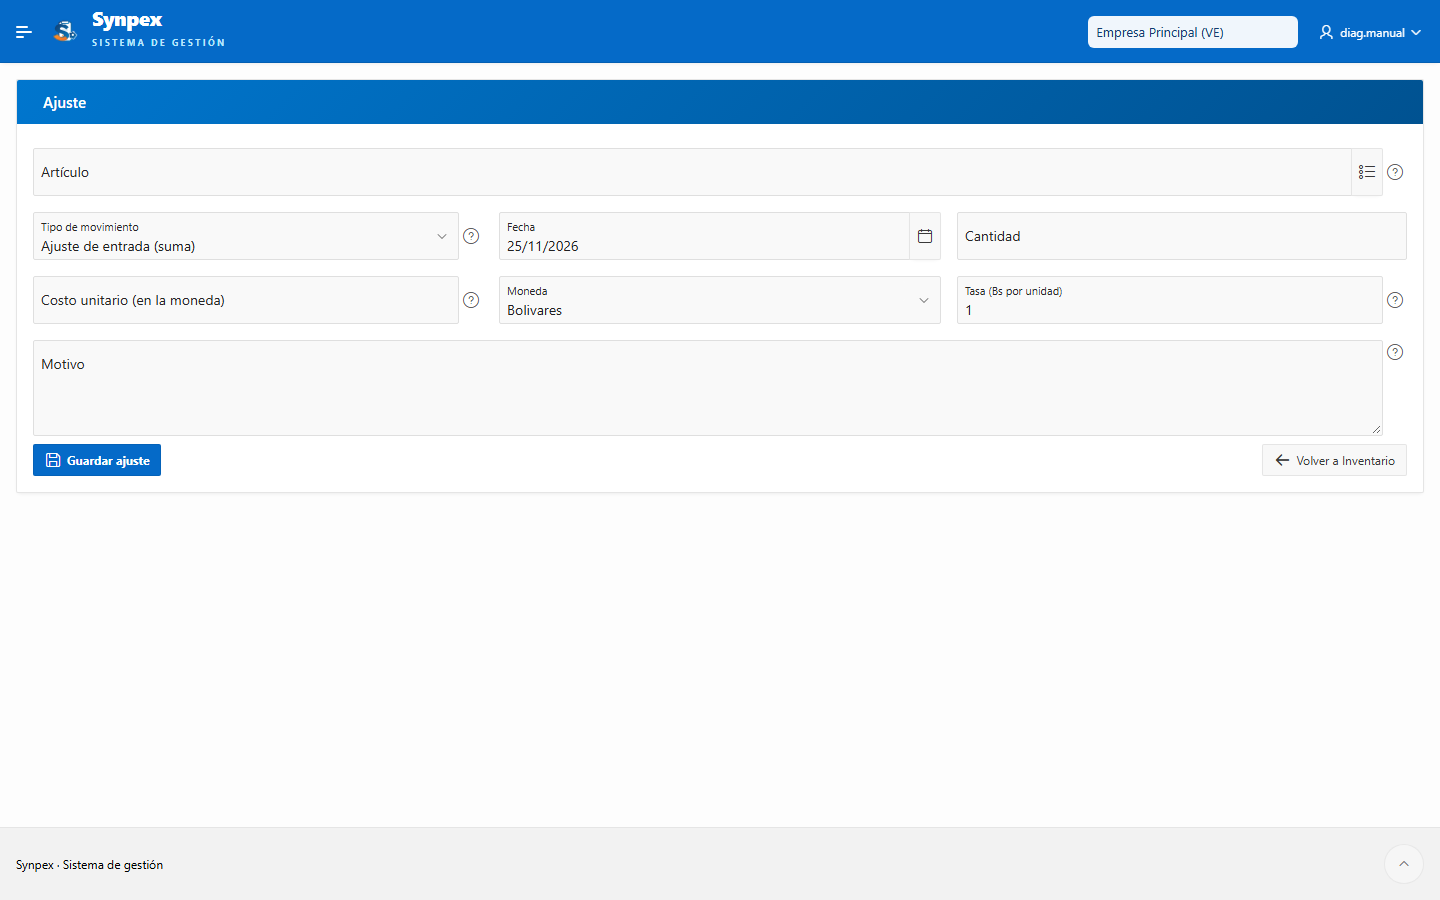 Synpex
SISTEMA DE GESTIÓN
Empresa Principal (VE)
diag.manual
Ajuste
Artículo
Tipo de movimiento
Ajuste de entrada (suma)
Fecha
25/11/2026
Cantidad
Costo unitario (en la moneda)
Moneda
Bolivares
Tasa (Bs por unidad)
1
Motivo
Guardar ajuste
Volver a Inventario
Synpex · Sistema de gestión